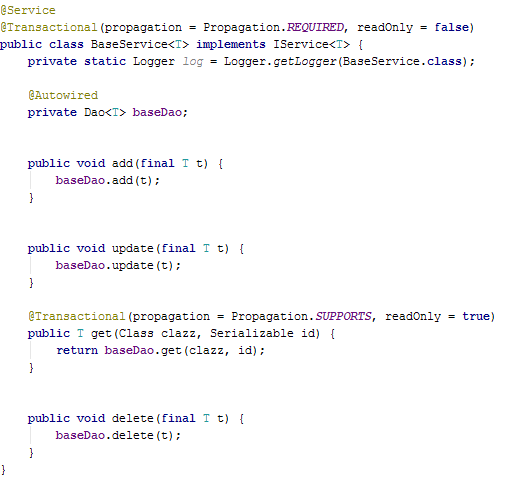 @Service
@Transactional(propagation = Propagation.REQUIRED, readOnly = false)
public class BaseService<T> implements IService<T> {
    private static Logger log = Logger.getLogger(BaseService.class);
    @Autowired
    private Dao<T> baseDao;
    public void add(final T t) {
        baseDao.add(t);
    }
    public void update(final T t) {
        baseDao.update(t);
    }
    @Transactional(propagation = Propagation.SUPPORTS, readOnly = true)
    public T get(Class clazz, Serializable id) {
        return baseDao.get(clazz, id);
    }
    public void delete(final T t) {
        baseDao.delete(t);
    }
}